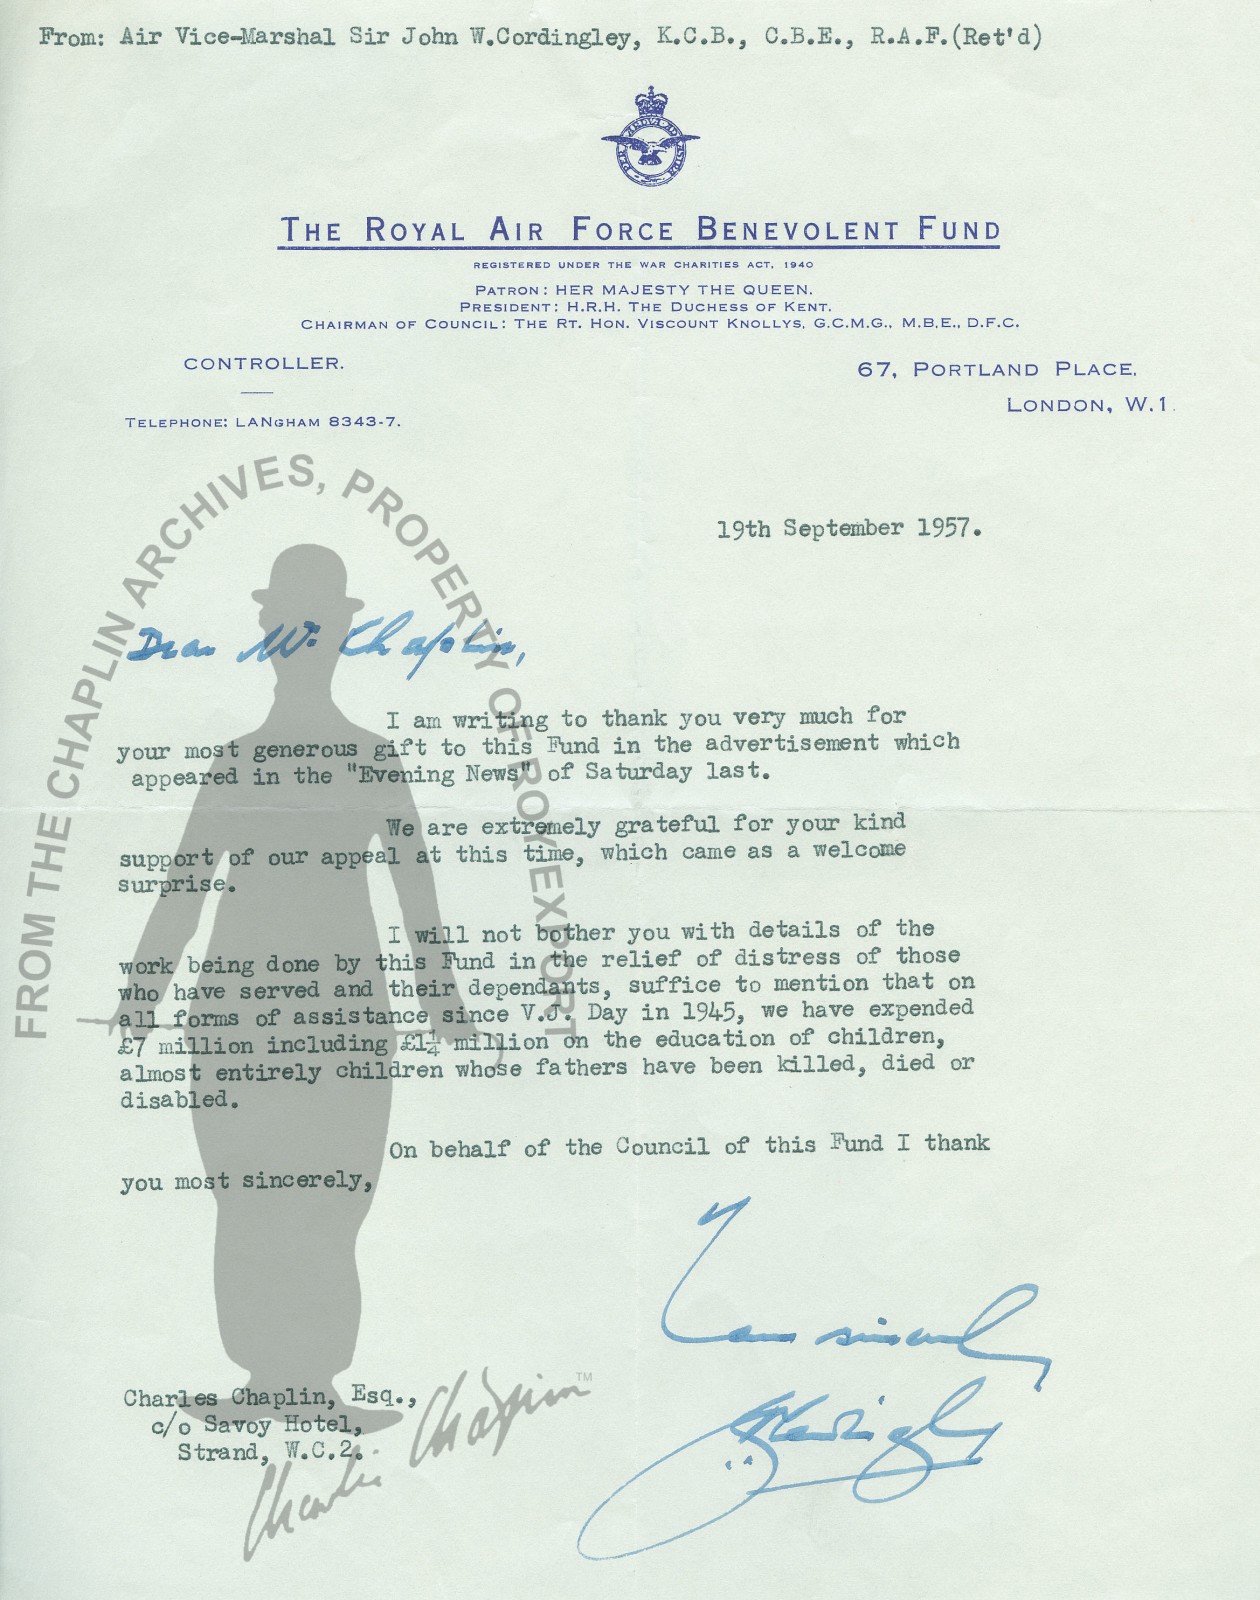 From: Air Vice-Marshal Sir John W.Cordingley, K.C.B., C.B.E., R.A.F.(Ret'd)
PER ARDUA AD ASTRA
THE ROYAL AIR FORCE BENEVOLENT FUND
REGISTERED UNDER THE WAR CHARITIES ACT, 1940
PATRON: HER MAJESTY THE QUEEN.
PRESIDENT: H.R.H. THE DUCHESS OF KENT.
CHAIRMAN OF COUNCIL: THE RT. HON. VISCOUNT KNOLLYS, G.C.M.G., M.B.E., D.F.C.
CONTROLLER.
67, PORTLAND PLACE,
LONDON, W.1.
TELEPHONE: LANGHAM 8343-7.
FROM THE CHAPLIN ARCHIVES, PROPERTY OF ROY EXPORT
19th September 1957.
Dear Mr. Chaplin,
I am writing to thank you very much for
your most generous gift to this Fund in the advertisement which
appeared in the "Evening News" of Saturday last.
We are extremely grateful for your kind
support of our appeal at this time, which came as a welcome
surprise.
I will not bother you with details of the
work being done by this Fund in the relief of distress of those
who have served and their dependants, suffice to mention that on
all forms of assistance since V.J. Day in 1945, we have expended
£7 million including £1¼ million on the education of children,
almost entirely children whose fathers have been killed, died or
disabled.
On behalf of the Council of this Fund I thank
you most sincerely,
Yours sincerely
JWCordingley
Charles Chaplin, Esq.,
c/o Savoy Hotel,
Strand, W.C.2.
Charlie Chaplin™